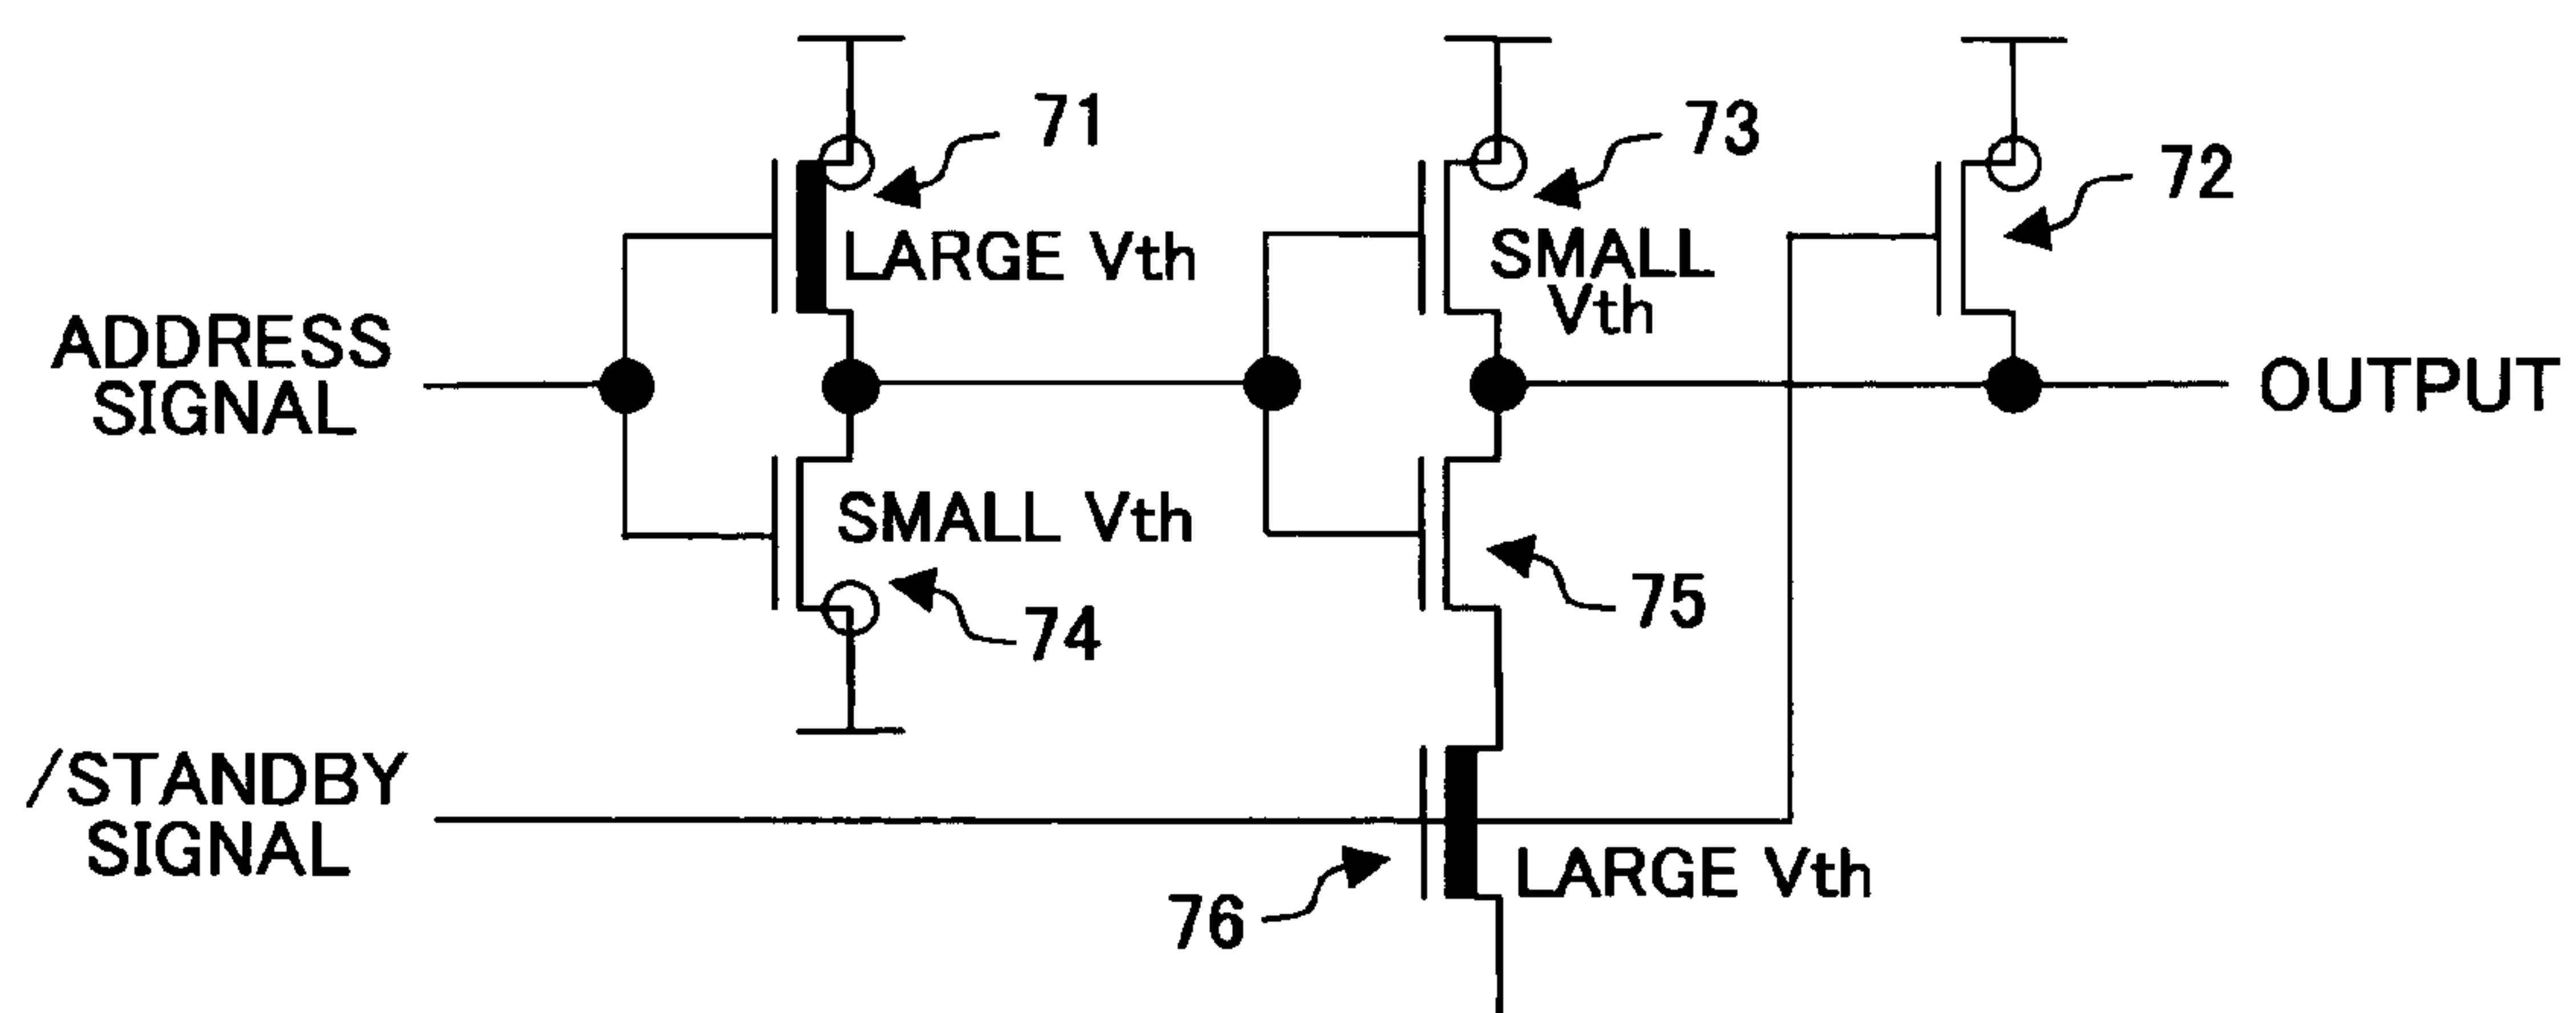 71
73
72
LARGE Vth
SMALL
Vth
ADDRESS
SIGNAL
OUTPUT
SMALL Vth
74
75
/STANDBY
SIGNAL
76
LARGE Vth